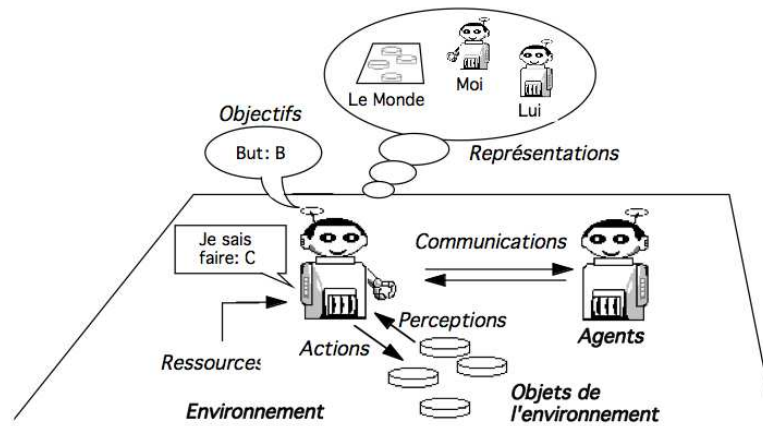 Le Monde
Moi
Lui
Objectifs
But: B
Représentations
Je sais
faire: C
Communications
Perceptions
Agents
Ressources
Actions
Environnement
Objets de
l'environnement